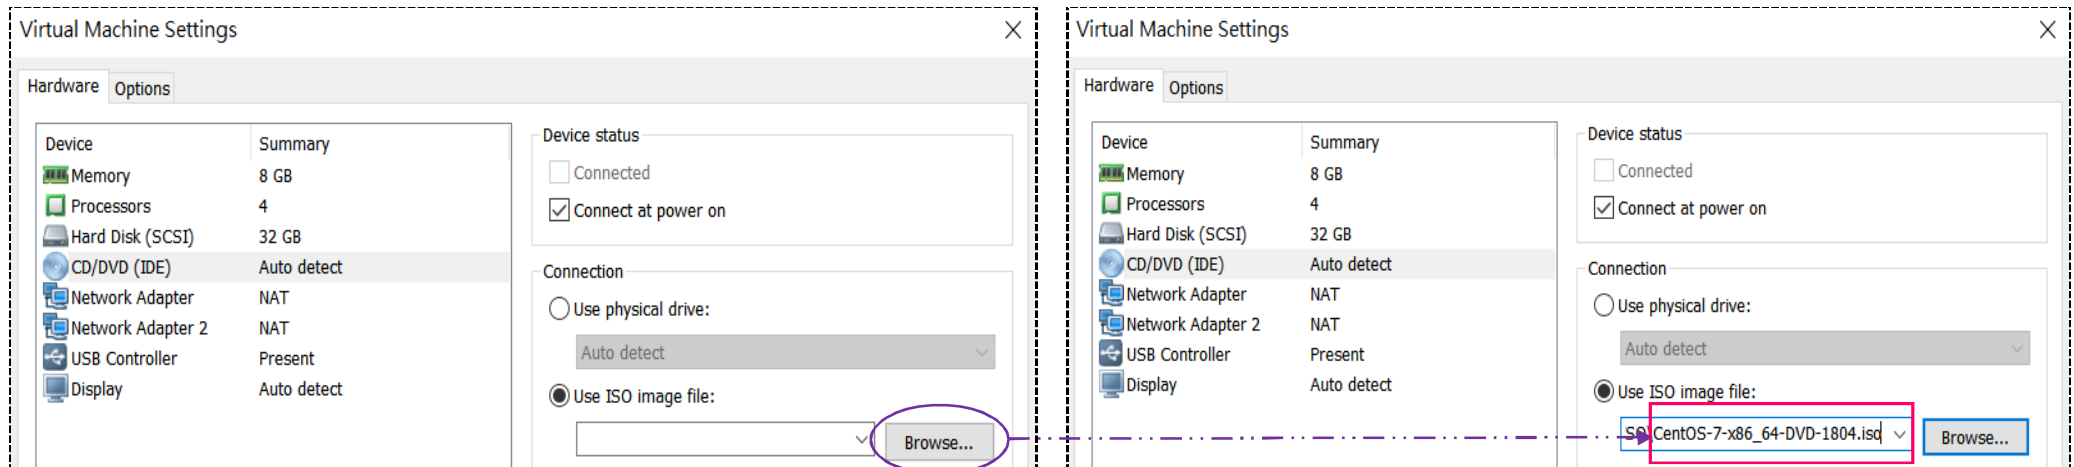 Virtual Machine Settings
Hardware Options
Device Summary
Memory 8 GB
Processors 4
Hard Disk (SCSI) 32 GB
CD/DVD (IDE) Auto detect
Network Adapter NAT
Network Adapter 2 NAT
USB Controller Present
Display Auto detect
Device status
Connected
Connect at power on
Connection
Use physical drive:
Auto detect
Use ISO image file:
Browse...
Virtual Machine Settings
Hardware Options
Device Summary
Memory 8 GB
Processors 4
Hard Disk (SCSI) 32 GB
CD/DVD (IDE) Auto detect
Network Adapter NAT
Network Adapter 2 NAT
USB Controller Present
Display Auto detect
Device status
Connected
Connect at power on
Connection
Use physical drive:
Auto detect
Use ISO image file:
SO\CentOS-7-x86_64-DVD-1804.iso Browse...